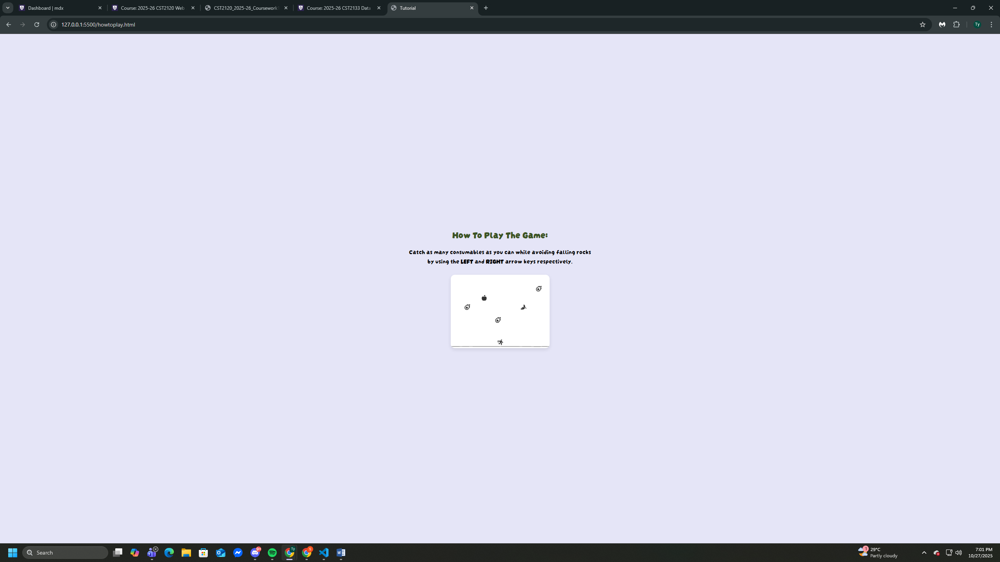 Dashboard | mdx
Course: 2025-26 CST2120 Web
CST2120_2025-26_Coursework1
Course: 2025-26 CST2133 Data
Tutorial
127.0.0.1:5500/howtoplay.html
Ty
How To Play The Game:
Catch as many consumables as you can while avoiding falling rocks
by using the LEFT and RIGHT arrow keys respectively.
Search
9+
Ty
S
1
29°C
Partly cloudy
7:01 PM
10/27/2025